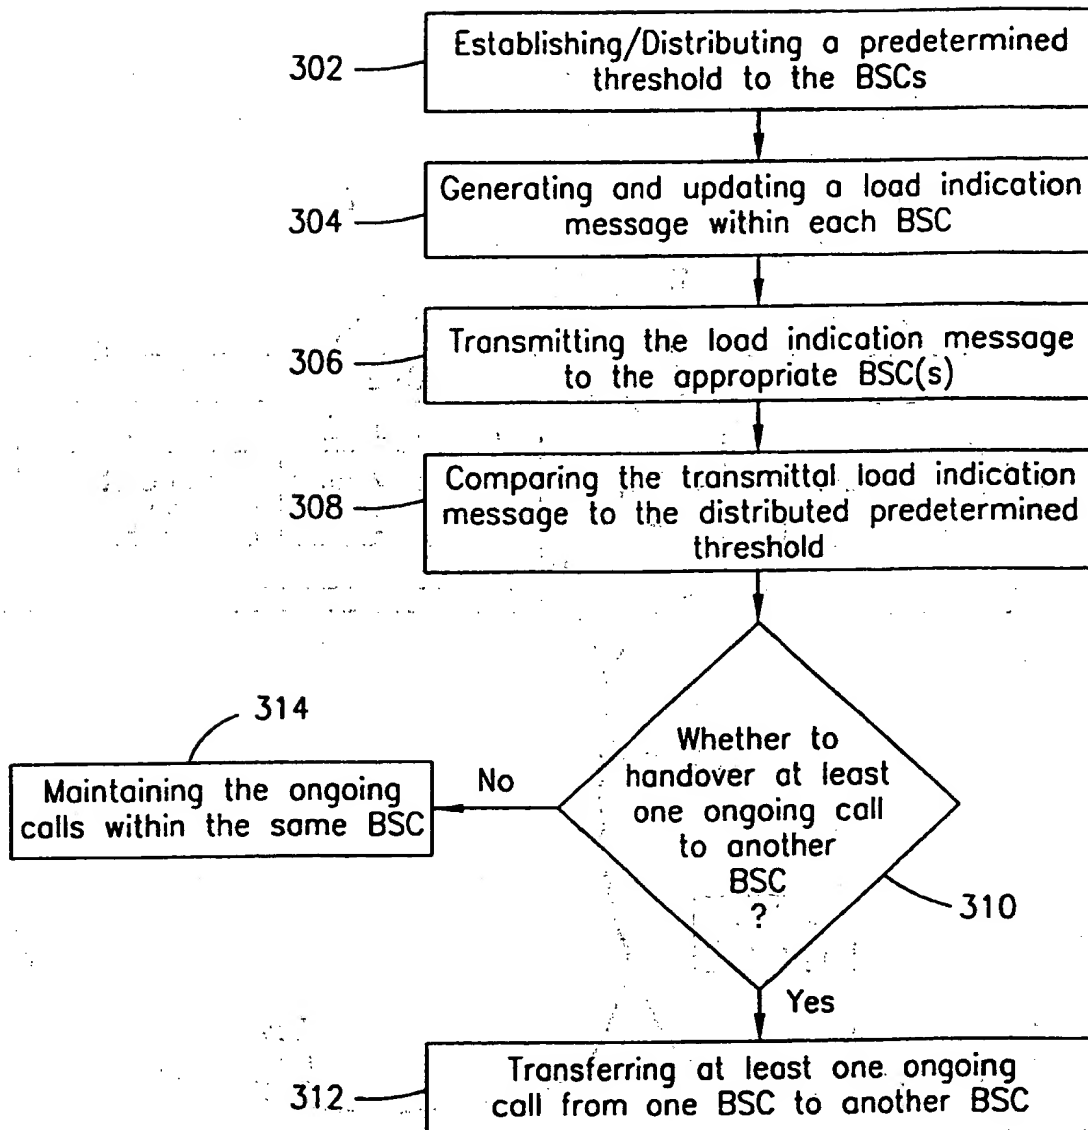 302
Establishing/Distributing a predetermined
threshold to the BSCs
304
Generating and updating a load indication
message within each BSC
306
Transmitting the load indication message
to the appropriate BSC(s)
308
Comparing the transmittal load indication
message to the distributed predetermined
threshold
314
Maintaining the ongoing
calls within the same BSC
No
Whether to
handover at least
one ongoing call
to another
BSC
?
310
Yes
312
Transferring at least one ongoing
call from one BSC to another BSC